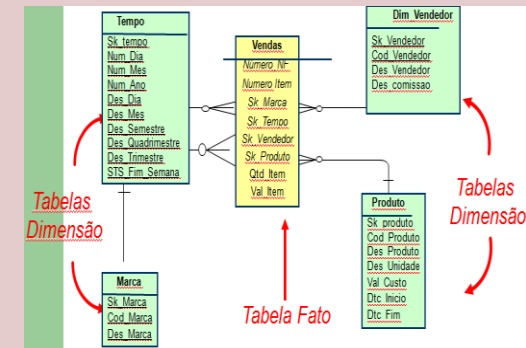 Tempo
Sk_tempo
Num_Dia
Num_Mes
Num_Ano
Des_Dia
Des_Mes
Des_Semestre
Des_Quadrimestre
Des_Trimestre
STS_Fim_Semana
Vendas
Numero_NF
Numero Item
Sk_Marca
Sk_Tempo
Sk_Vendedor
Sk_Produto
Qtd_Item
Val_Item
Dim_Vendedor
Sk_Vendedor
Cod_Vendedor
Des_Vendedor
Des_comissao
Tabelas
Dimensão
Tabelas
Dimensão
Produto
Sk_produto
Cod_Produto
Des_Produto
Des_Unidade
Val_Custo
Dtc_Inicio
Dtc_Fim
Marca
Sk_Marca
Cod_Marca
Des_Marca
Tabela Fato